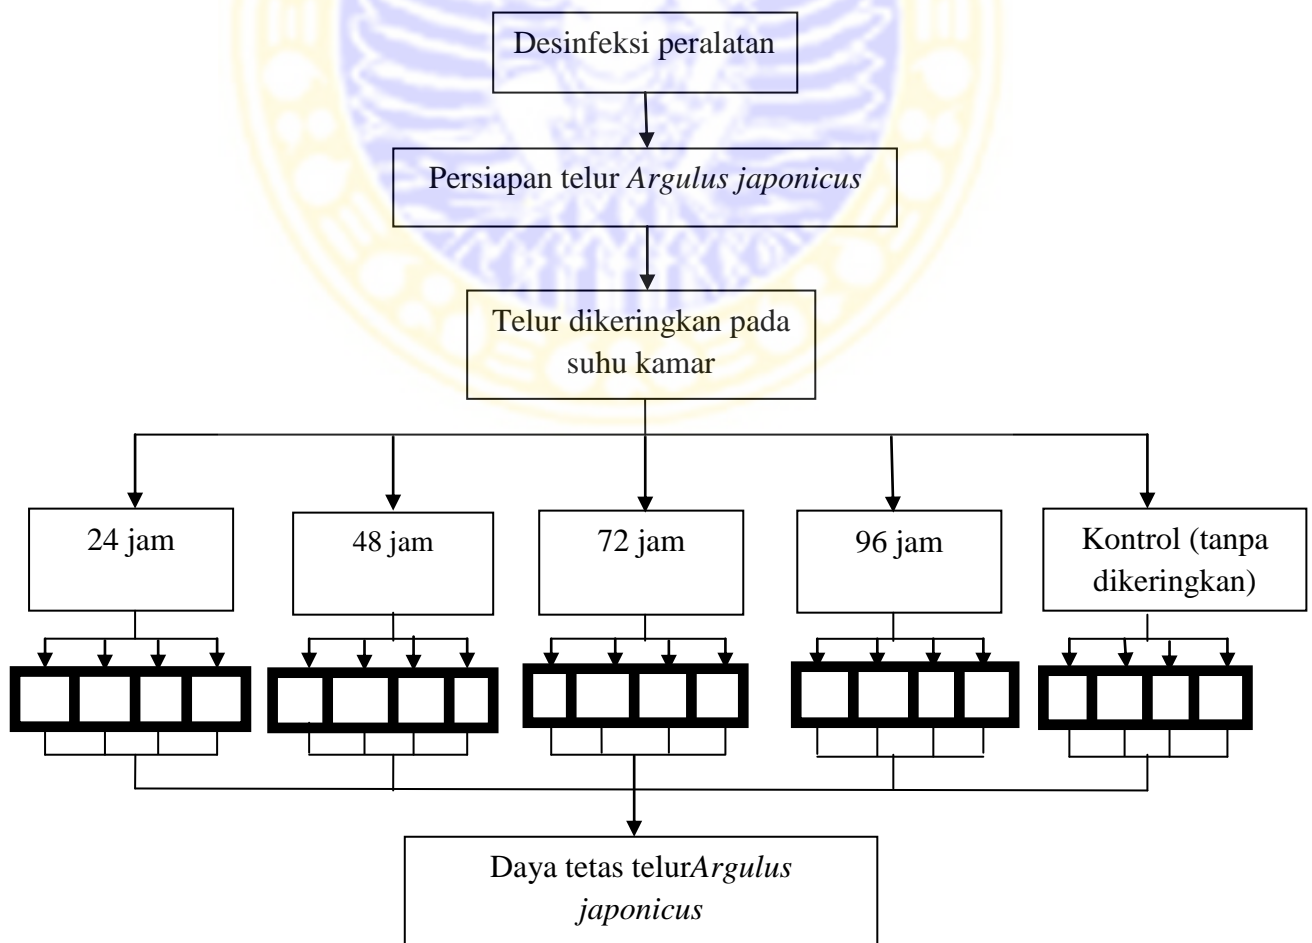 Desinfeksi peralatan
Persiapan telur Argulus japonicus
Telur dikeringkan pada
suhu kamar
24 jam
48 jam
72 jam
96 jam
Kontrol (tanpa
dikeringkan)
Daya tetas telurArgulus
japonicus